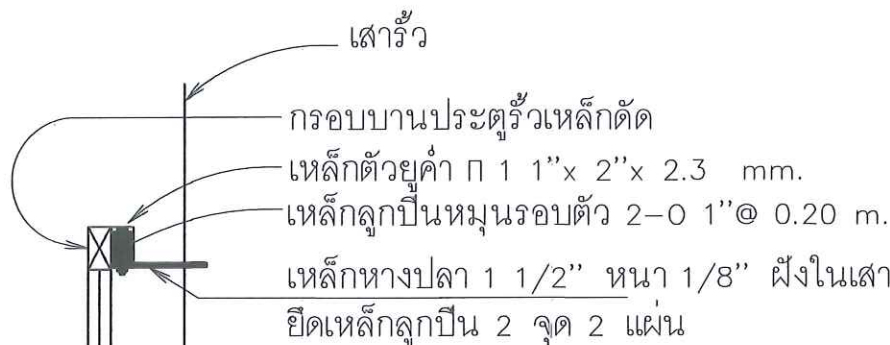 เสารั้ว
กรอบบานประตูรั้วเหล็กดัด
เหล็กตัวยูค่ำ Π 1 1”x 2”x 2.3 mm.
เหล็กลูกปืนหมุนรอบตัว 2-O 1”@ 0.20 m.
เหล็กหางปลา 1 1/2” หนา 1/8” ฝังในเสา
ยึดเหล็กลูกปืน 2 จุด 2 แผ่น